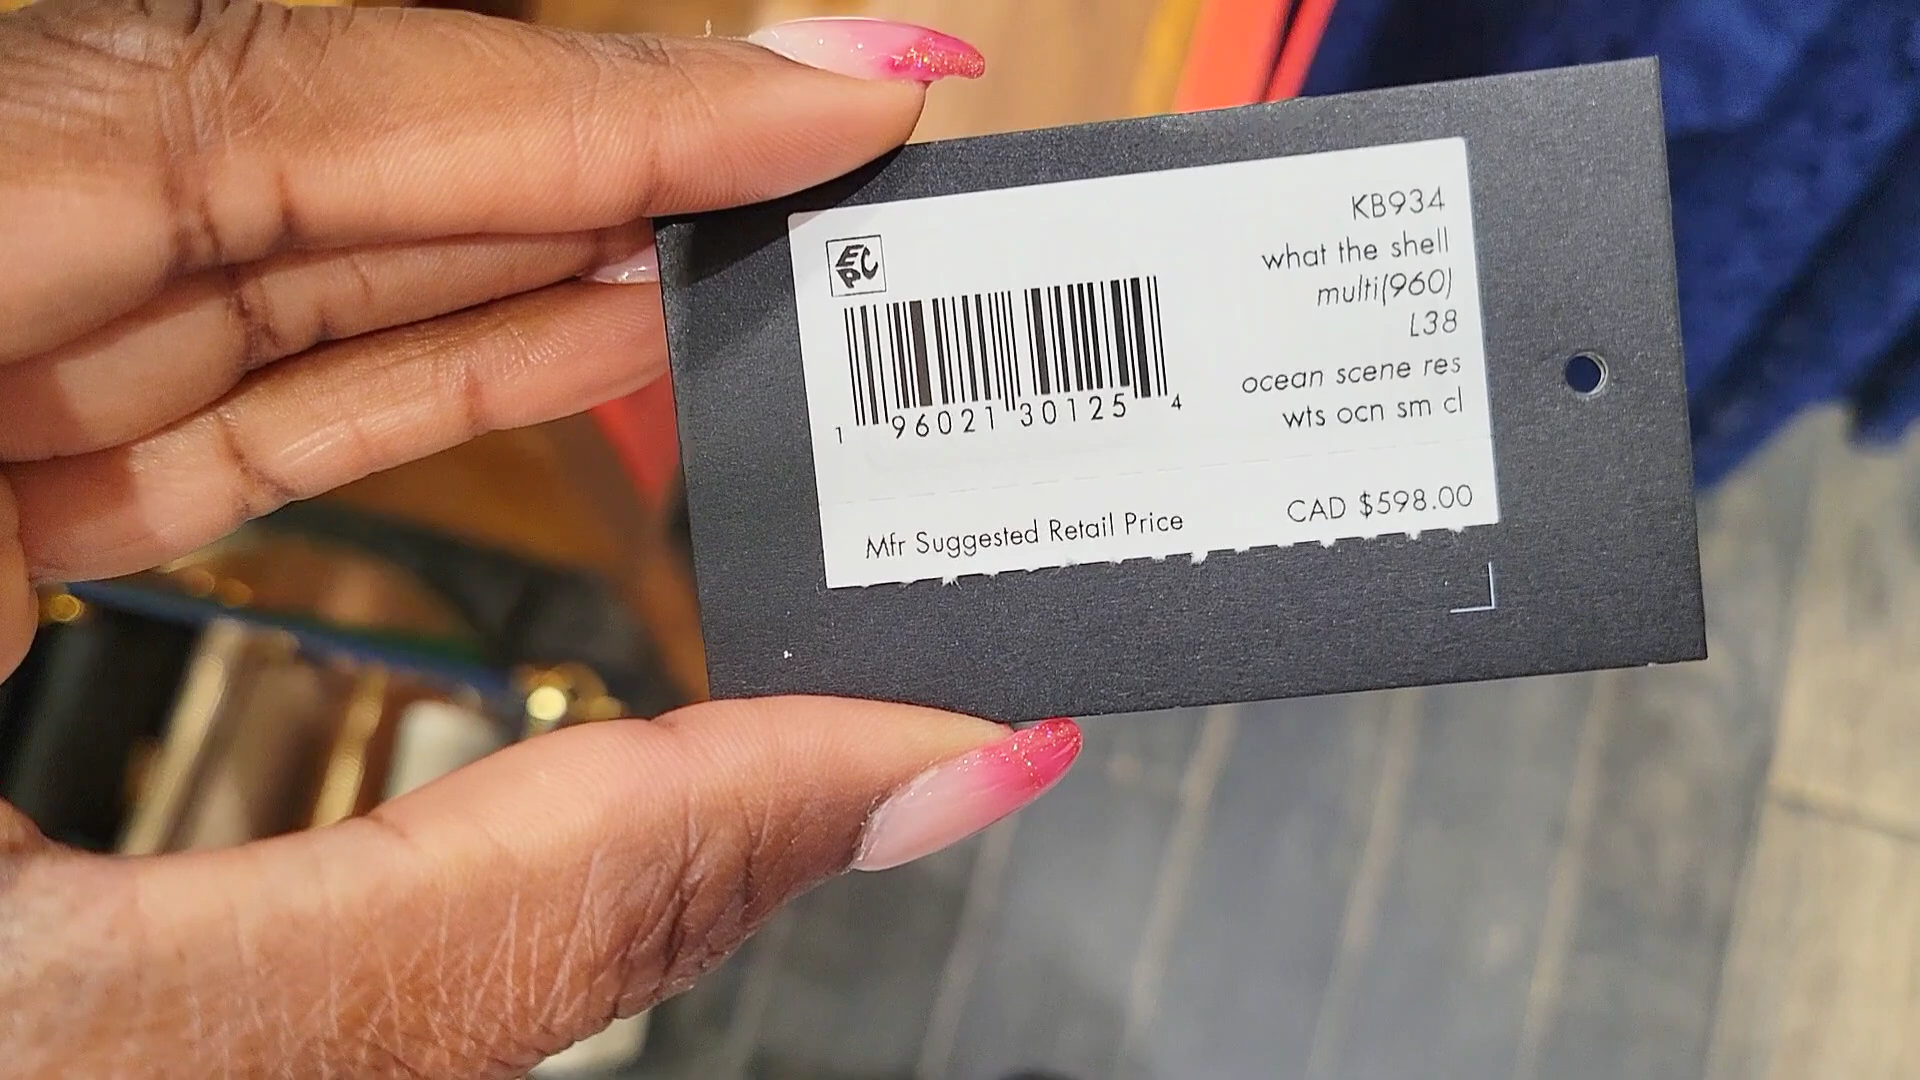 KB934
what the shell
multi(960)
L38
ocean scene res
wts ocn sm cl
EPC
1 96021 30125 4
Mfr Suggested Retail Price CAD $598.00